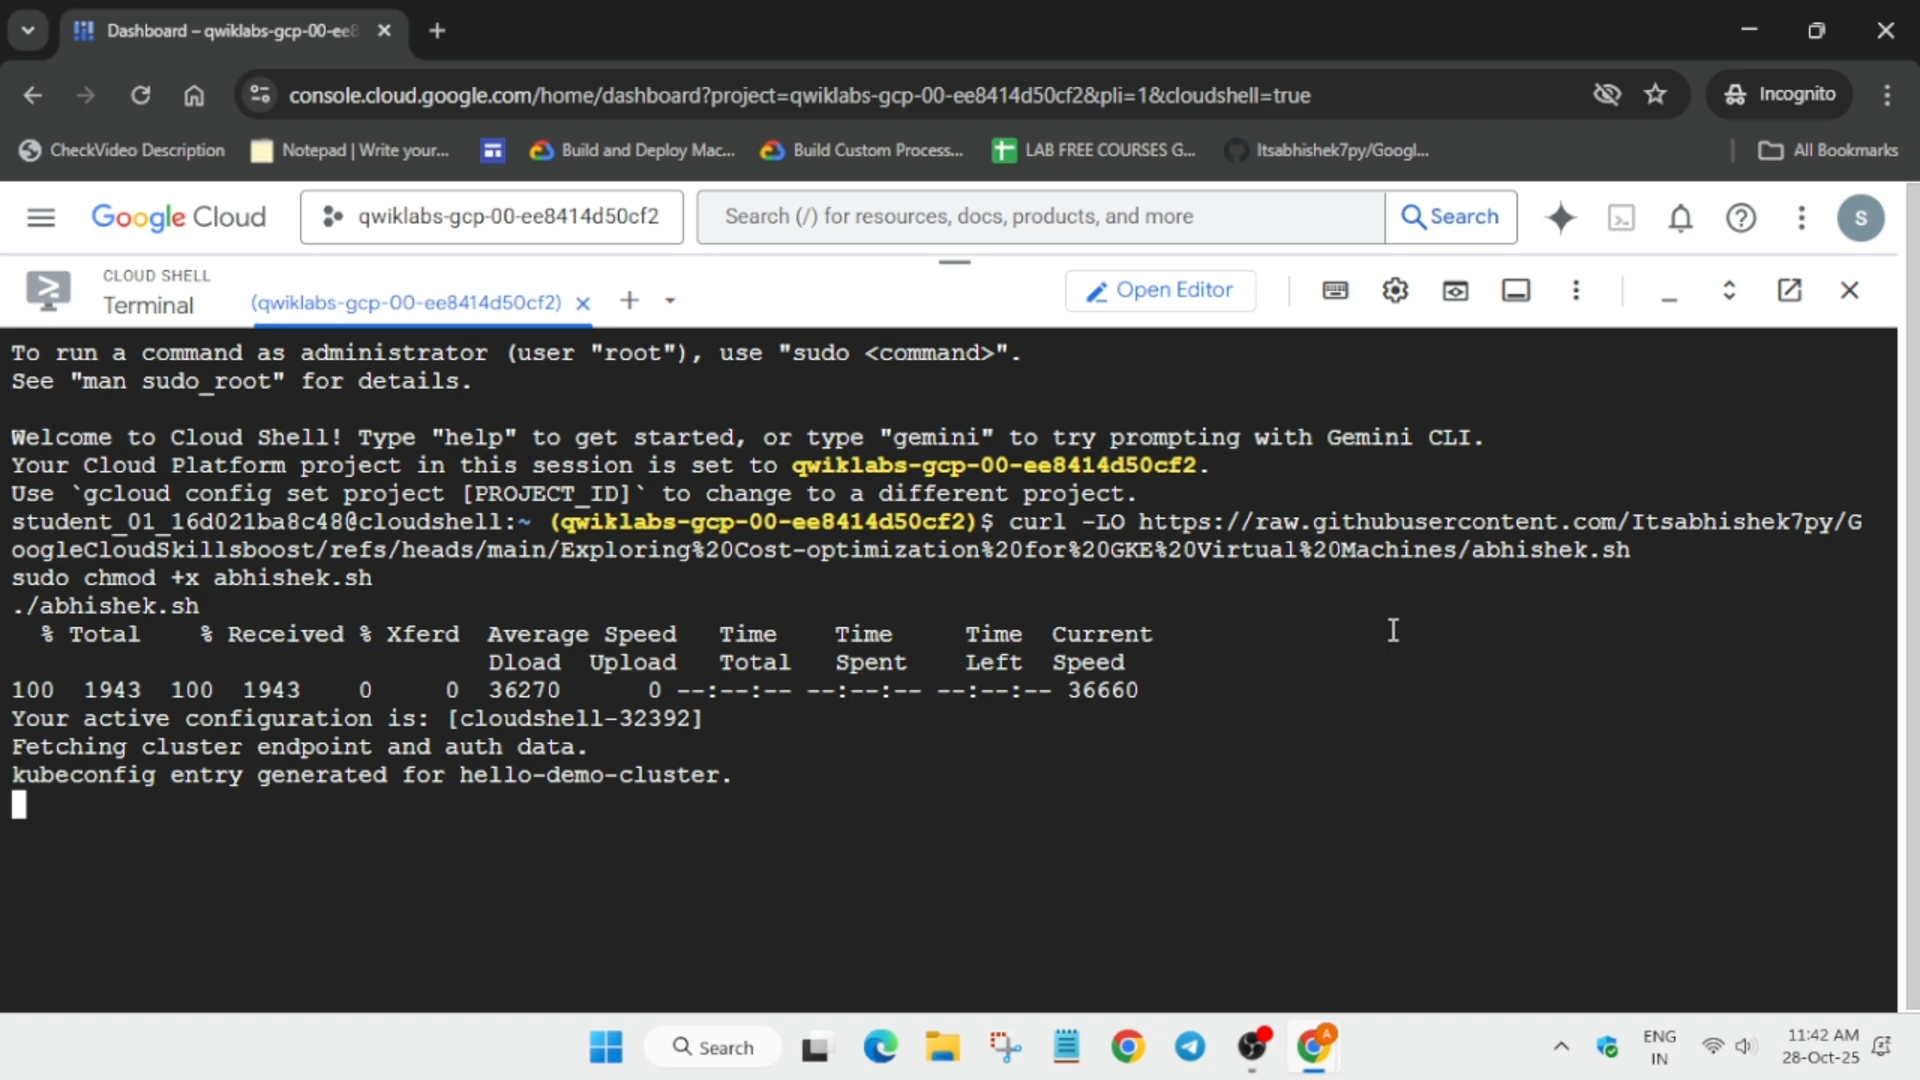 Dashboard – qwiklabs-gcp-00-ee8
console.cloud.google.com/home/dashboard?project=qwiklabs-gcp-00-ee8414d50cf2&pli=1&cloudshell=true
Incognito
CheckVideo Description
Notepad | Write your...
Build and Deploy Mac...
Build Custom Process...
LAB FREE COURSES G...
Itsabhishek7py/Googl...
All Bookmarks
Google Cloud
qwiklabs-gcp-00-ee8414d50cf2
Search (/) for resources, docs, products, and more
Search
S
CLOUD SHELL
Terminal
(qwiklabs-gcp-00-ee8414d50cf2)
Open Editor
To run a command as administrator (user "root"), use "sudo <command>".
See "man sudo_root" for details.
Welcome to Cloud Shell! Type "help" to get started, or type "gemini" to try prompting with Gemini CLI.
Your Cloud Platform project in this session is set to qwiklabs-gcp-00-ee8414d50cf2.
Use `gcloud config set project [PROJECT_ID]` to change to a different project.
student_01_16d021ba8c48@cloudshell:~ (qwiklabs-gcp-00-ee8414d50cf2)$ curl -LO https://raw.githubusercontent.com/Itsabhishek7py/G
oogleCloudSkillsboost/refs/heads/main/Exploring%20Cost-optimization%20for%20GKE%20Virtual%20Machines/abhishek.sh
sudo chmod +x abhishek.sh
./abhishek.sh
% Total % Received % Xferd Average Speed Time Time Time Current
Dload Upload Total Spent Left Speed
100 1943 100 1943 0 0 36270 0 --:--:-- --:--:-- --:--:-- 36660
Your active configuration is: [cloudshell-32392]
Fetching cluster endpoint and auth data.
kubeconfig entry generated for hello-demo-cluster.
Search
A
ENG
IN
11:42 AM
28-Oct-25